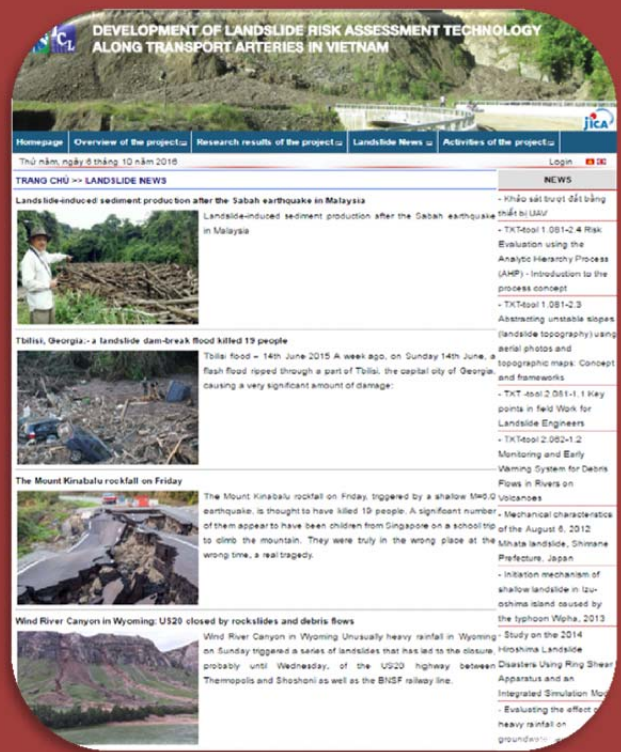 ICL
DEVELOPMENT OF LANDSLIDE RISK ASSESSMENT TECHNOLOGY
ALONG TRANSPORT ARTERIES IN VIETNAM
jICA
Homepage
Overview of the project
Research results of the project
Landslide News
Activities of the project
Thứ năm, ngày 6 tháng 10 năm 2016
Login
TRANG CHỦ >> LANDSLIDE NEWS
Landslide-induced sediment production after the Sabah earthquake in Malaysia
Landslide-induced sediment production after the Sabah earthquake
in Malaysia
Tbilisi, Georgia:- a landslide dam-break flood killed 19 people
Tbilisi flood – 14th June 2015 A week ago, on Sunday 14th June, a
flash flood ripped through a part of Tbilisi, the capital city of Georgia,
causing a very significant amount of damage:
The Mount Kinabalu rockfall on Friday
The Mount Kinabalu rockfall on Friday, triggered by a shallow M=6.0
earthquake, is thought to have killed 19 people. A significant number
of them appear to have been children from Singapore on a school trip
to climb the mountain. They were truly in the wrong place at the
wrong time, a real tragedy.
Wind River Canyon in Wyoming: US20 closed by rockslides and debris flows
Wind River Canyon in Wyoming Unusually heavy rainfall in Wyoming
on Sunday triggered a series of landslides that has led to the closure,
probably until Wednesday, of the US20 highway between
Thermopolis and Shoshoni as well as the BNSF railway line.
NEWS
- Khảo sát trượt đất bằng
thiết bị UAV
- TXT-tool 1.081-2.4 Risk
Evaluation using the
Analytic Hierarchy Process
(AHP) - Introduction to the
process concept
- TXT-tool 1.081-2.3
Abstracting unstable slopes
(landslide topography) using
aerial photos and
topographic maps: Concept
and frameworks
- TXT -tool 2.081-1.1 Key
points in field Work for
Landslide Engineers
- TXT-tool 2.062-1.2
Monitoring and Early
Warning System for Debris
Flows in Rivers on
Volcanoes
- Mechanical characteristics
of the August 6, 2012
Mihata landslide, Shimane
Prefecture, Japan
- Initiation mechanism of
shallow landslide in Izu-
oshima island caused by
the typhoon Wipha, 2013
- Study on the 2014
Hiroshima Landslide
Disasters Using Ring Shear
Apparatus and an
Integrated Simulation
- Evaluating the effect
heavy rainfall on